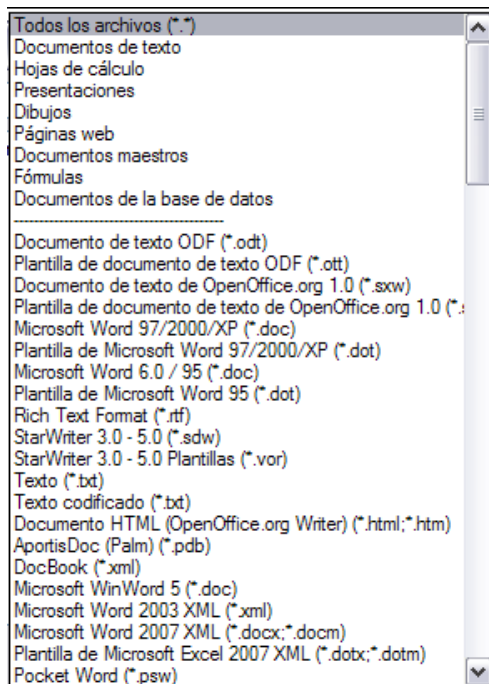 Todos los archivos (*.*)
Documentos de texto
Hojas de cálculo
Presentaciones
Dibujos
Páginas web
Documentos maestros
Fórmulas
Documentos de la base de datos
------------------------------------------
Documento de texto ODF (*.odt)
Plantilla de documento de texto ODF (*.ott)
Documento de texto de OpenOffice.org 1.0 (*.sxw)
Plantilla de documento de texto de OpenOffice.org 1.0 (*.s
Microsoft Word 97/2000/XP (*.doc)
Plantilla de Microsoft Word 97/2000/XP (*.dot)
Microsoft Word 6.0 / 95 (*.doc)
Plantilla de Microsoft Word 95 (*.dot)
Rich Text Format (*.rtf)
StarWriter 3.0 - 5.0 (*.sdw)
StarWriter 3.0 - 5.0 Plantillas (*.vor)
Texto (*.txt)
Texto codificado (*.txt)
Documento HTML (OpenOffice.org Writer) (*.html;*.htm)
AportisDoc (Palm) (*.pdb)
DocBook (*.xml)
Microsoft WinWord 5 (*.doc)
Microsoft Word 2003 XML (*.xml)
Microsoft Word 2007 XML (*.docx;*.docm)
Plantilla de Microsoft Excel 2007 XML (*.dotx;*.dotm)
Pocket Word (*.psw)